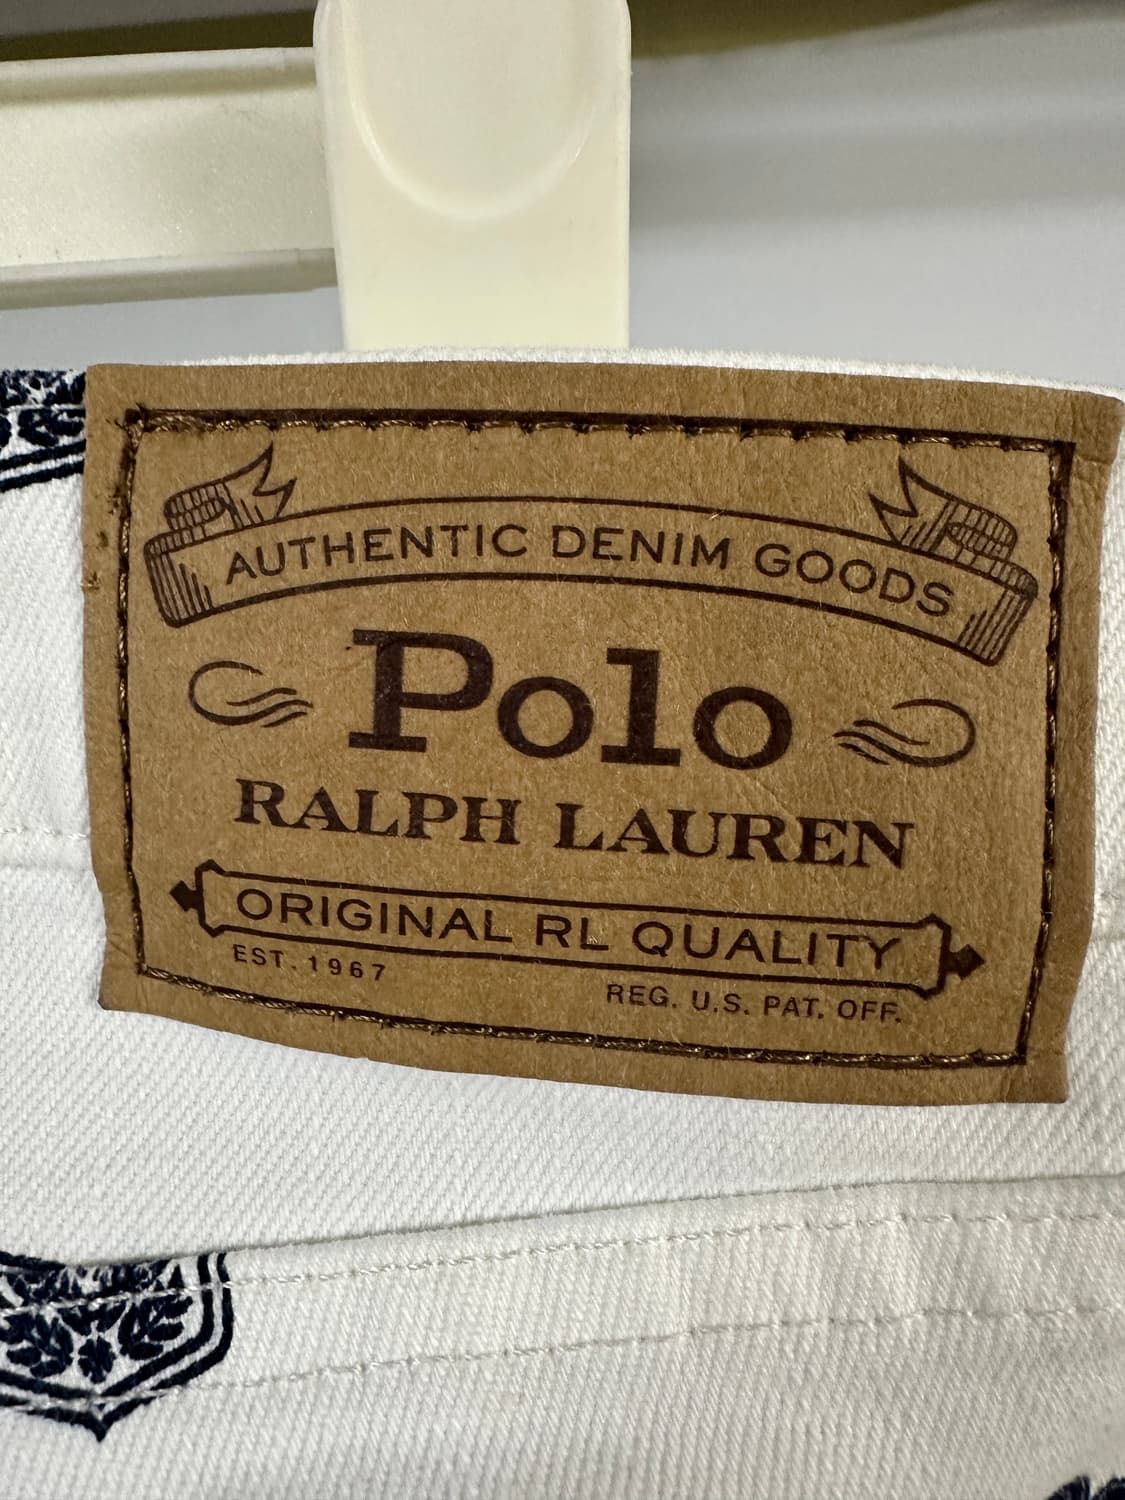 AUTHENTIC DENIM GOODS
Polo
RALPH LAUREN
ORIGINAL RL QUALITY
EST. 1967
REG. U.S. PAT. OFF.